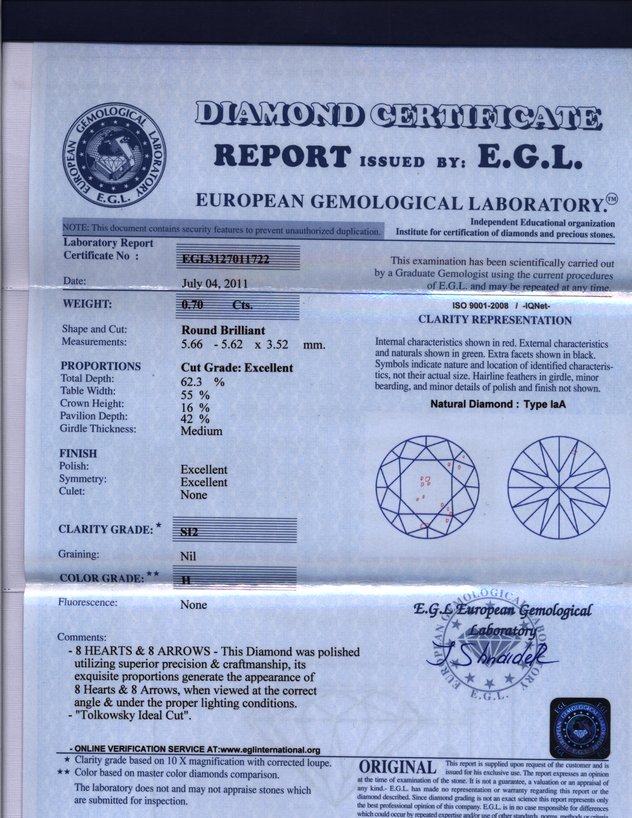 EUROPEAN GEMOLOGICAL LABORATORY
E.G.L.
DIAMOND CERTIFICATE
REPORT ISSUED BY: E.G.L.
EUROPEAN GEMOLOGICAL LABORATORY.™
NOTE: This document contains security features to prevent unauthorized duplication.
Independent Educational organization
Institute for certification of diamonds and precious stones.
Laboratory Report
Certificate No : EGL3127011722
Date: July 04, 2011
WEIGHT: 0.70 Cts.
Shape and Cut: Round Brilliant
Measurements: 5.66 - 5.62 x 3.52 mm.
PROPORTIONS Cut Grade: Excellent
Total Depth: 62.3 %
Table Width: 55 %
Crown Height: 16 %
Pavilion Depth: 42 %
Girdle Thickness: Medium
FINISH
Polish: Excellent
Symmetry: Excellent
Culet: None
CLARITY GRADE: * SI2
Graining: Nil
COLOR GRADE: ** H
Fluorescence: None
Comments:
- 8 HEARTS & 8 ARROWS - This Diamond was polished
utilizing superior precision & craftmanship, its
exquisite proportions generate the appearance of
8 Hearts & 8 Arrows, when viewed at the correct
angle & under the proper lighting conditions.
- "Tolkowsky Ideal Cut".
- ONLINE VERIFICATION SERVICE AT:www.eglinternational.org
* Clarity grade based on 10 X magnification with corrected loupe.
** Color based on master color diamonds comparison.
The laboratory does not and may not appraise stones which
are submitted for inspection.
This examination has been scientifically carried out
by a Graduate Gemologist using the current procedures
of E.G.L. and may be repeated at any time.
ISO 9001-2008 / -IQNet-
CLARITY REPRESENTATION
Internal characteristics shown in red. External characteristics
and naturals shown in green. Extra facets shown in black.
Symbols indicate nature and location of identified characteris-
tics, not their actual size. Hairline feathers in girdle, minor
bearding, and minor details of polish and finish not shown.
Natural Diamond : Type IaA
E.G.L European Gemological
Laboratory
E.G.L.
ORIGINAL This report is supplied upon request of the customer and is
issued for his exclusive use. The report expresses an opinion
at the time of examination of the stone. It is not a guarantee, a valuation or an appraisal of
any kind.- E.G.L. has made no representation or warranty regarding this report or the
diamond described. Since diamond grading is not an exact science this report represents only
the best professional opinion of this company. E.G.L. is in no case responsible for differences
which could occur by repeated expertise and/or use of other standards, norms, methods or criteria